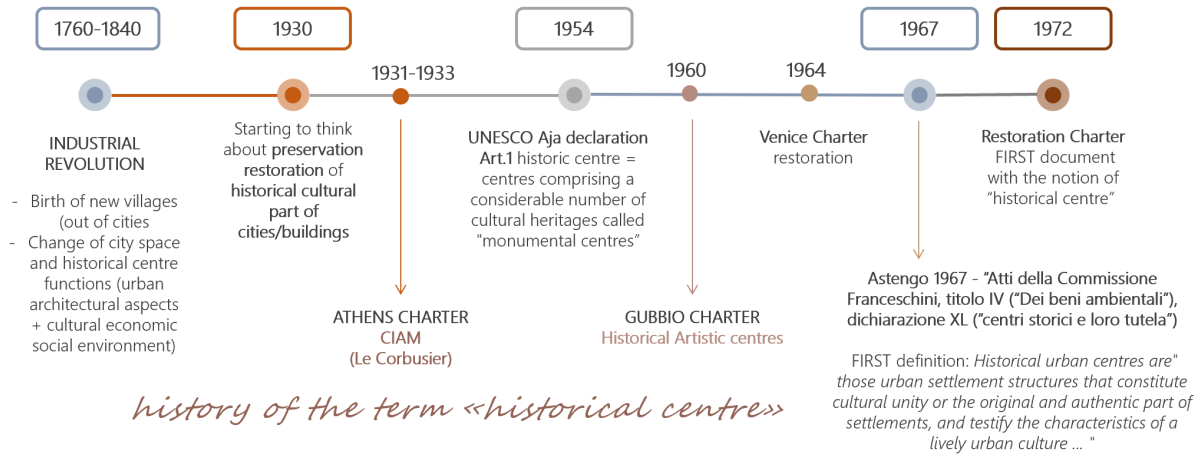 1760-1840
1930
1954
1967
1972
1931-1933
1960
1964
INDUSTRIAL
REVOLUTION
- Birth of new villages
(out of cities
- Change of city space
and historical centre
functions (urban
architectural aspects
+ cultural economic
social environment)
Starting to think
about preservation
restoration of
historical cultural
part of
cities/buildings
ATHENS CHARTER
CIAM
(Le Corbusier)
UNESCO Aja declaration
Art.1 historic centre =
centres comprising a
considerable number of
cultural heritages called
"monumental centres”
GUBBIO CHARTER
Historical Artistic centres
Venice Charter
restoration
Astengo 1967 - “Atti della Commissione
Franceschini, titolo IV (“Dei beni ambientali”),
dichiarazione XL (“centri storici e loro tutela”)
FIRST definition: Historical urban centres are"
those urban settlement structures that constitute
cultural unity or the original and authentic part of
settlements, and testify the characteristics of a
lively urban culture ... "
Restoration Charter
FIRST document
with the notion of
“historical centre”
history of the term «historical centre»